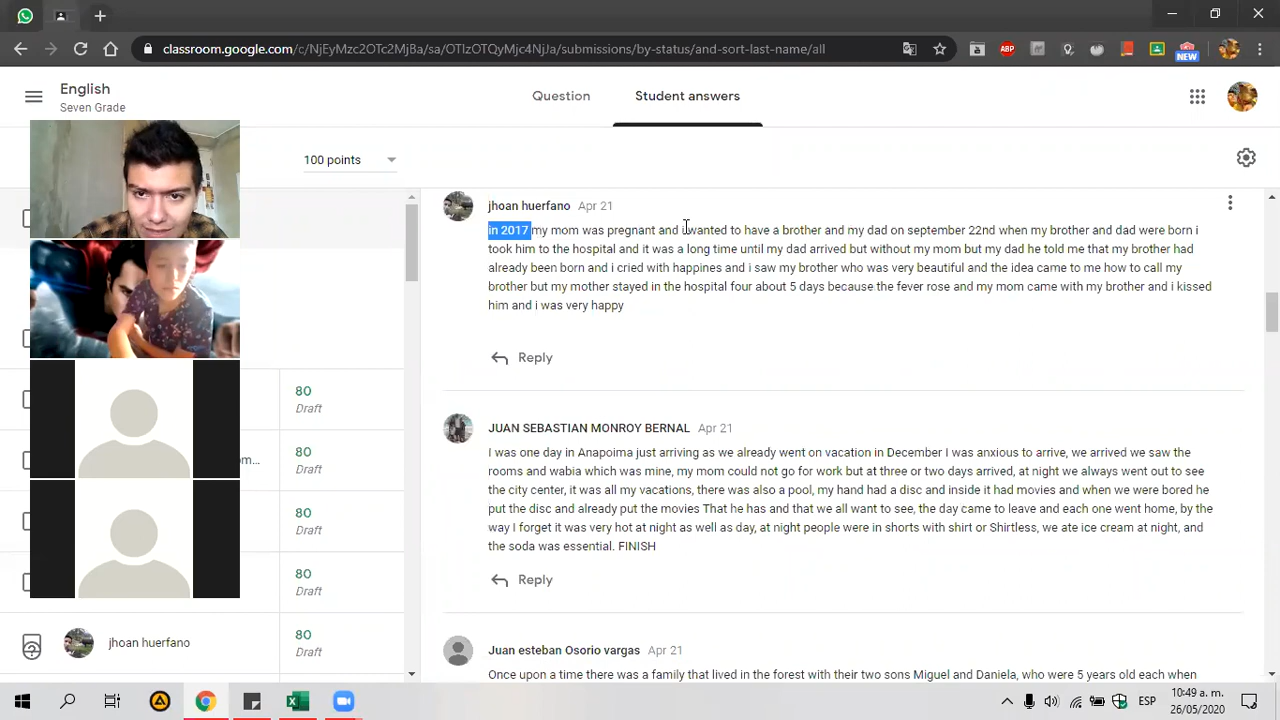 classroom.google.com/c/NjEyMzc2OTc2MjBa/sa/OTIzOTQyMjc4NjJa/submissions/by-status/and-sort-last-name/all
ABP
NEW
English
Seven Grade
Question
Student answers
100 points
jhoan huerfano Apr 21
in 2017 my mom was pregnant and i wanted to have a brother and my dad on september 22nd when my brother and dad were born i
took him to the hospital and it was a long time until my dad arrived but without my mom but my dad he told me that my brother had
already been born and i cried with happines and i saw my brother who was very beautiful and the idea came to me how to call my
brother but my mother stayed in the hospital four about 5 days because the fever rose and my mom came with my brother and i kissed
him and i was very happy
Reply
80
Draft
JUAN SEBASTIAN MONROY BERNAL Apr 21
I was one day in Anapoima just arriving as we already went on vacation in December I was anxious to arrive, we arrived we saw the
om...
80
Draft
rooms and wabia which was mine, my mom could not go for work but at three or two days arrived, at night we always went out to see
the city center, it was all my vacations, there was also a pool, my hand had a disc and inside it had movies and when we were bored he
80
Draft
put the disc and already put the movies That he has and that we all want to see, the day came to leave and each one went home, by the
way I forget it was very hot at night as well as day, at night people were in shorts with shirt or Shirtless, we ate ice cream at night, and
the soda was essential. FINISH
80
Draft
Reply
jhoan huerfano
80
Draft
Juan esteban Osorio vargas Apr 21
Once upon a time there was a family that lived in the forest with their two sons Miguel and Daniela, who were 5 years old each when
ESP
10:49 a. m.
26/05/2020